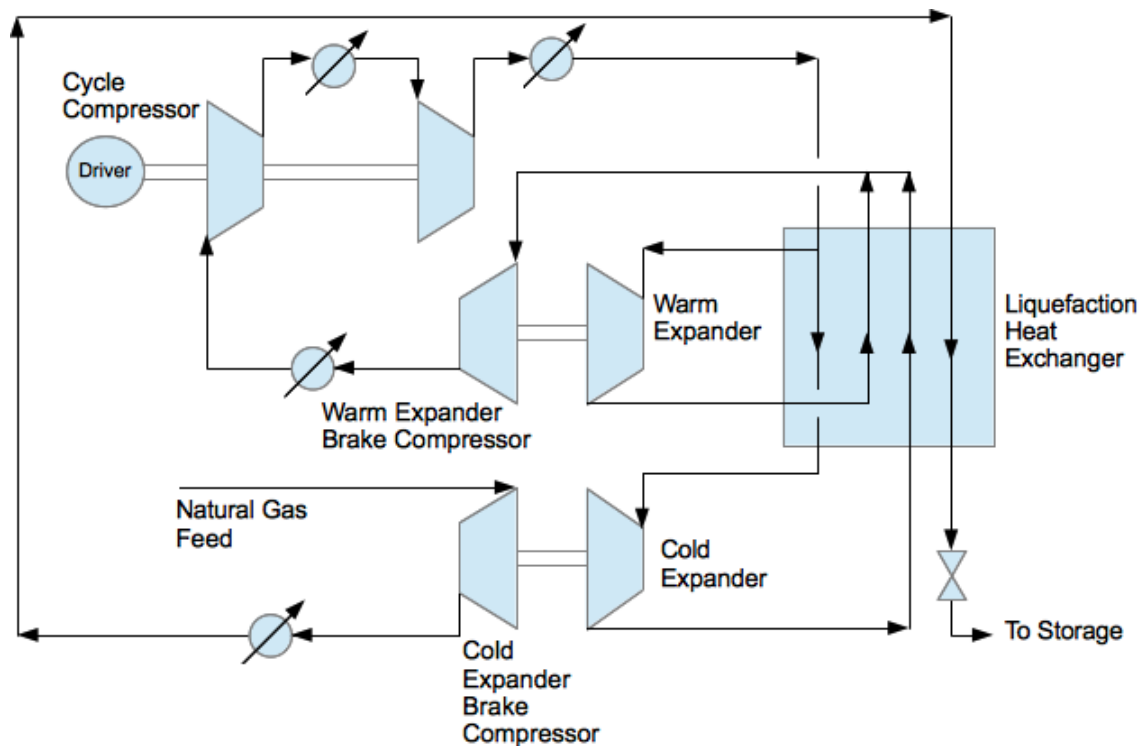 Cycle
Compressor
Driver
Warm
Expander
Liquefaction
Heat
Exchanger
Warm Expander
Brake Compressor
Natural Gas
Feed
Cold
Expander
To Storage
Cold
Expander
Brake
Compressor